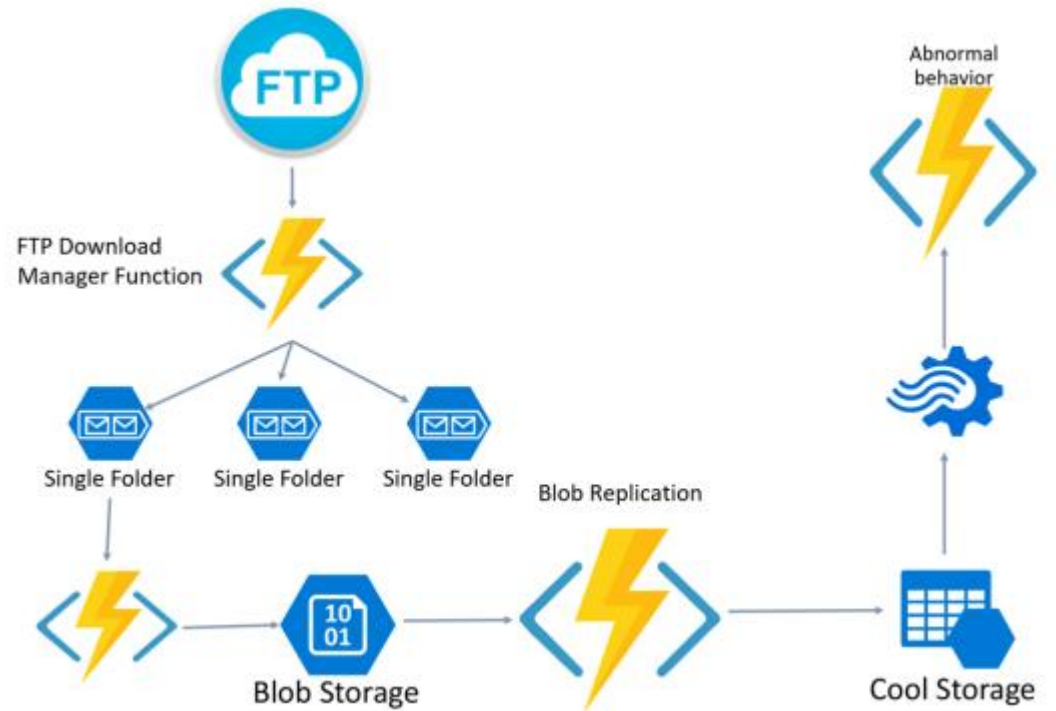 FTP
Abnormal
behavior
FTP Download
Manager Function
Single Folder
Single Folder
Single Folder
Blob Replication
10
01
Blob Storage
Cool Storage